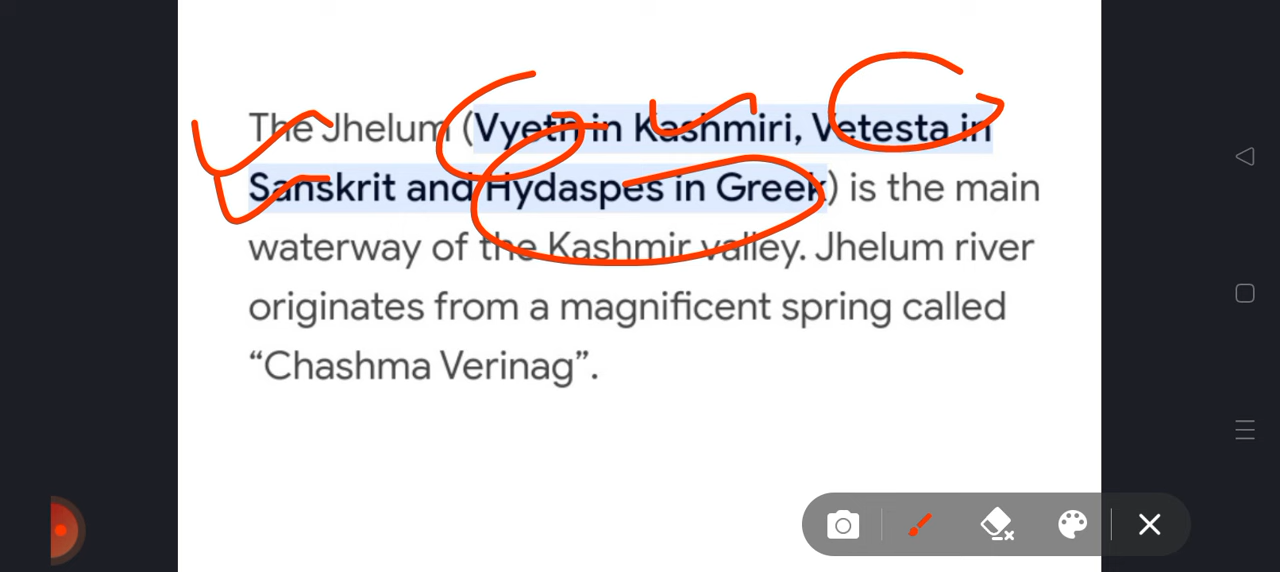 The Jhelum (Vyeth in Kashmiri, Vetesta in
Sanskrit and Hydaspes in Greek) is the main
waterway of the Kashmir valley. Jhelum river
originates from a magnificent spring called
“Chashma Verinag”.